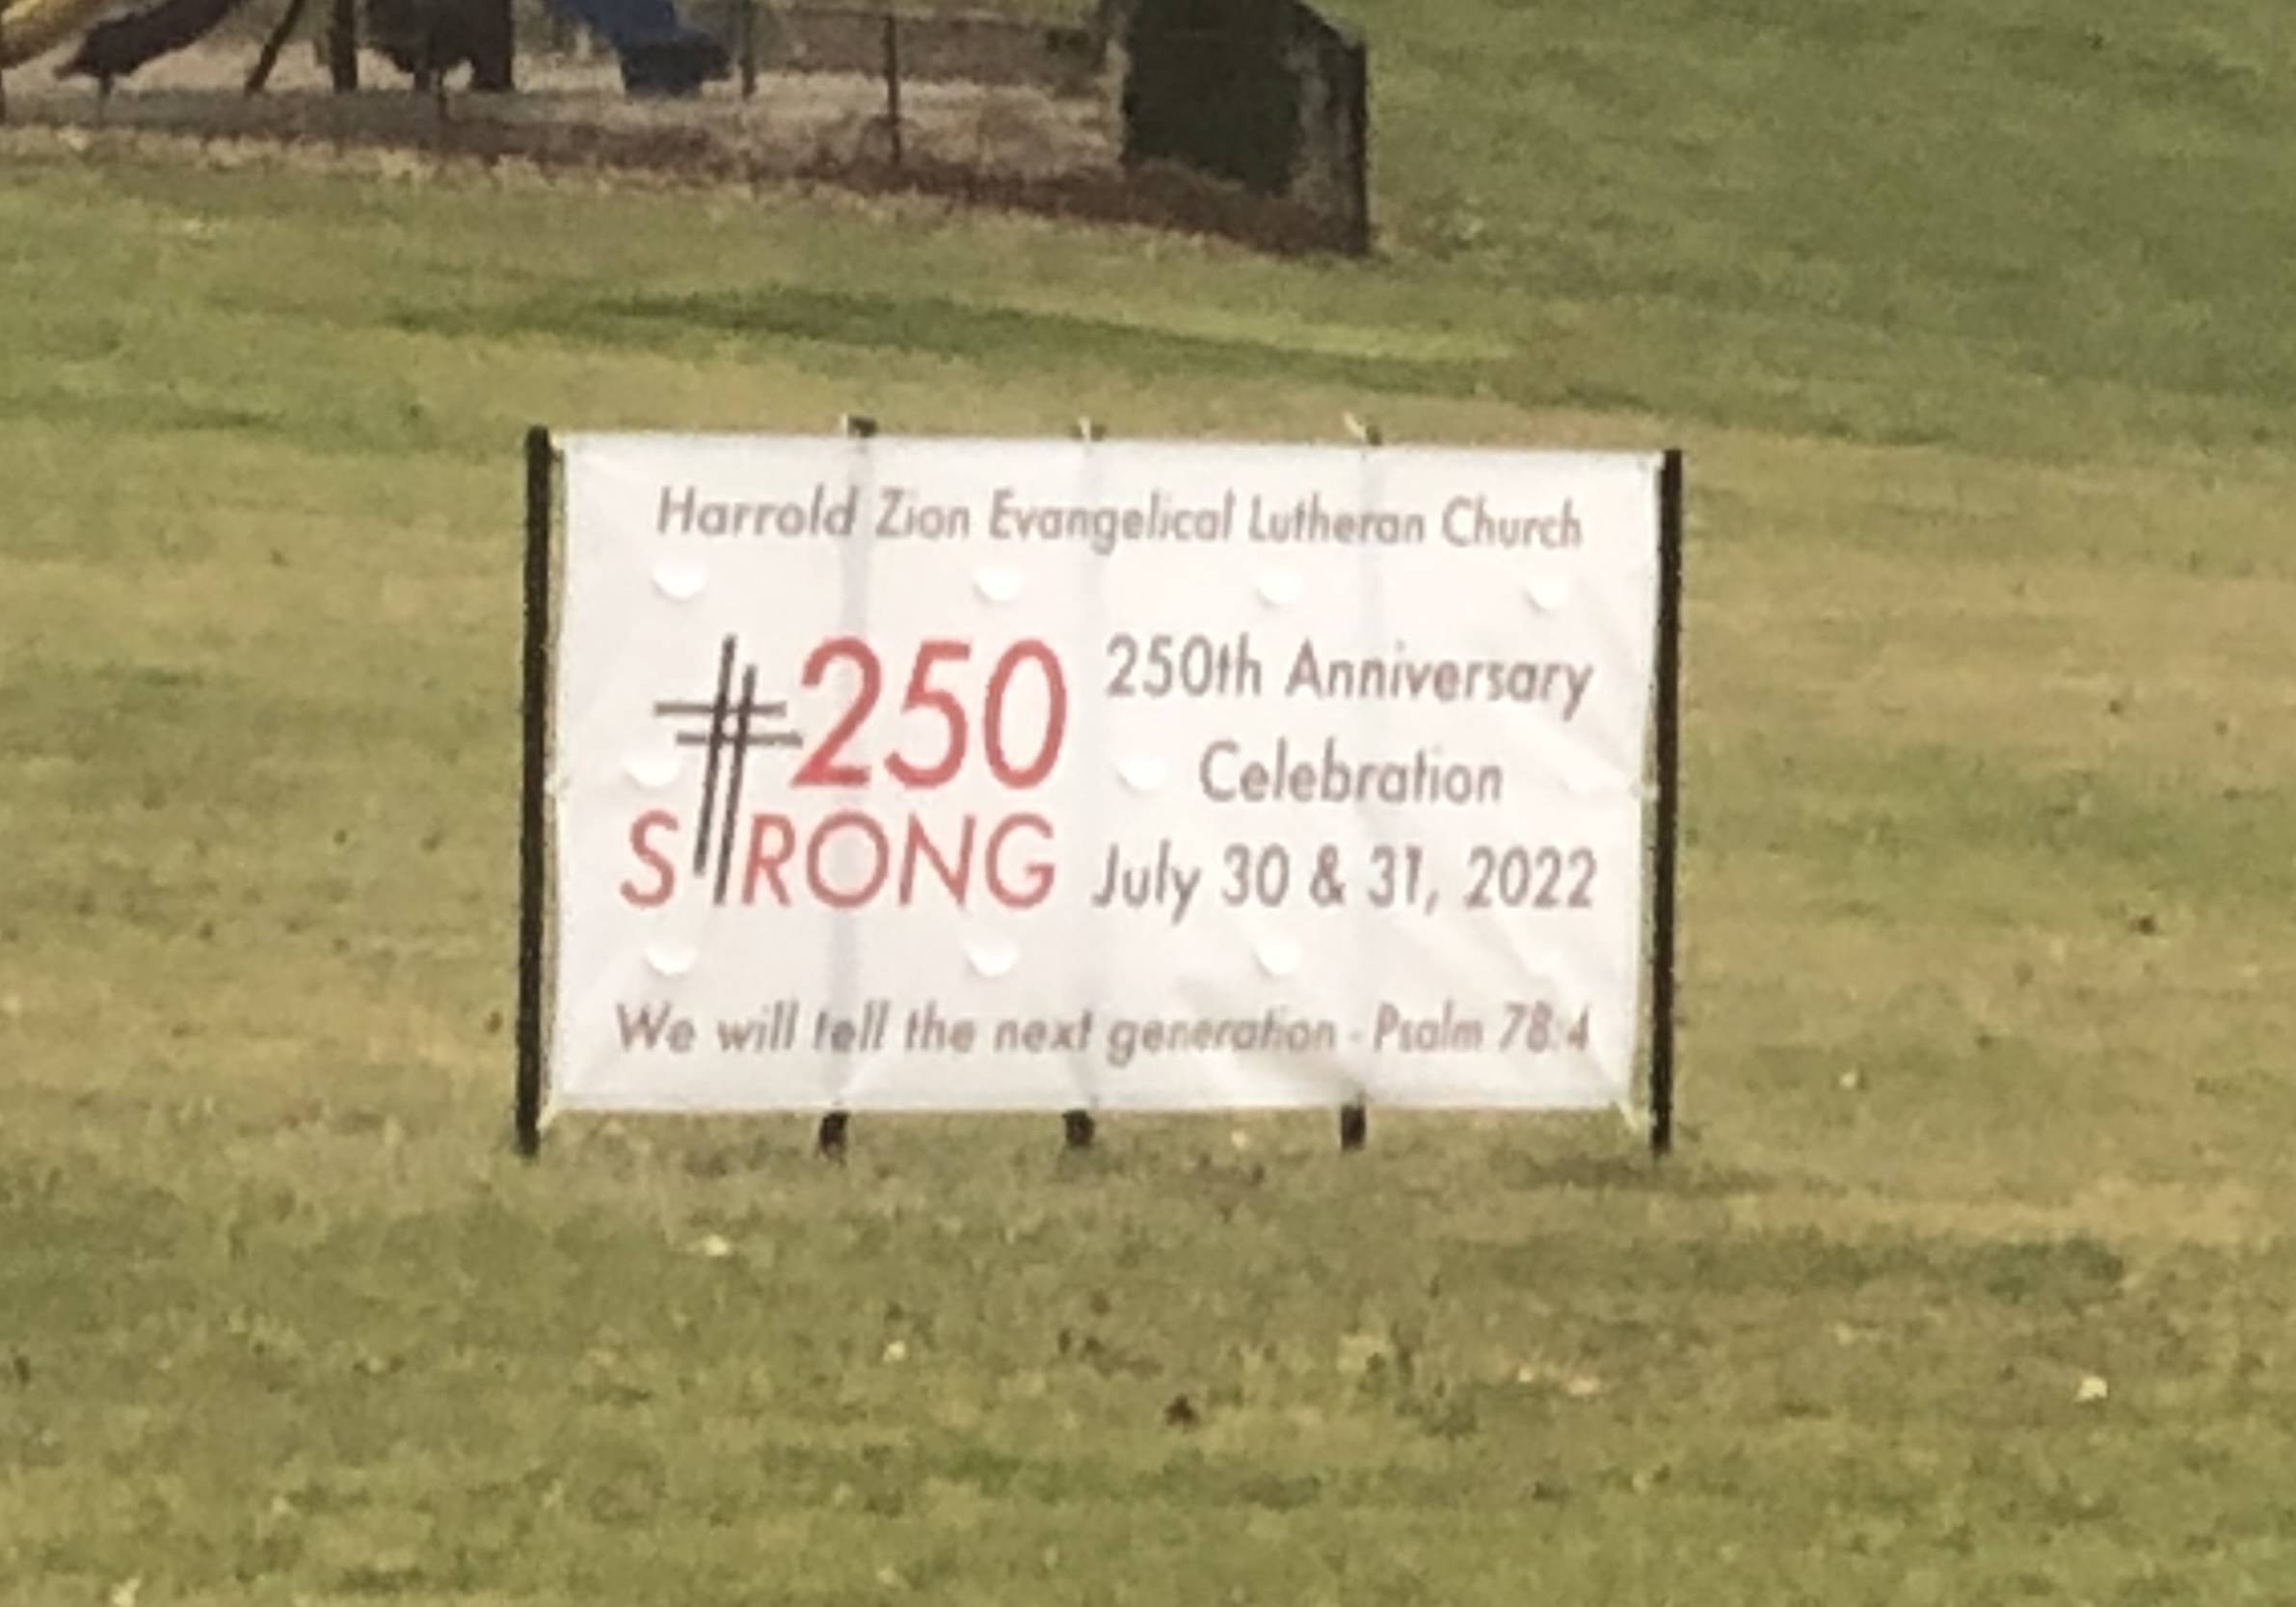 Harrold Zion Evangelical Lutheran Church
#250
STRONG
250th Anniversary
Celebration
July 30 & 31, 2022
We will tell the next generation - Psalm 78:4